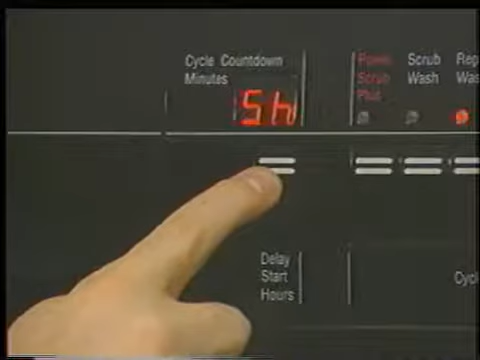 Cycle Countdown
Minutes
5h
Power
Scrub
Plus
Scrub
Wash
Delay
Start
Hours